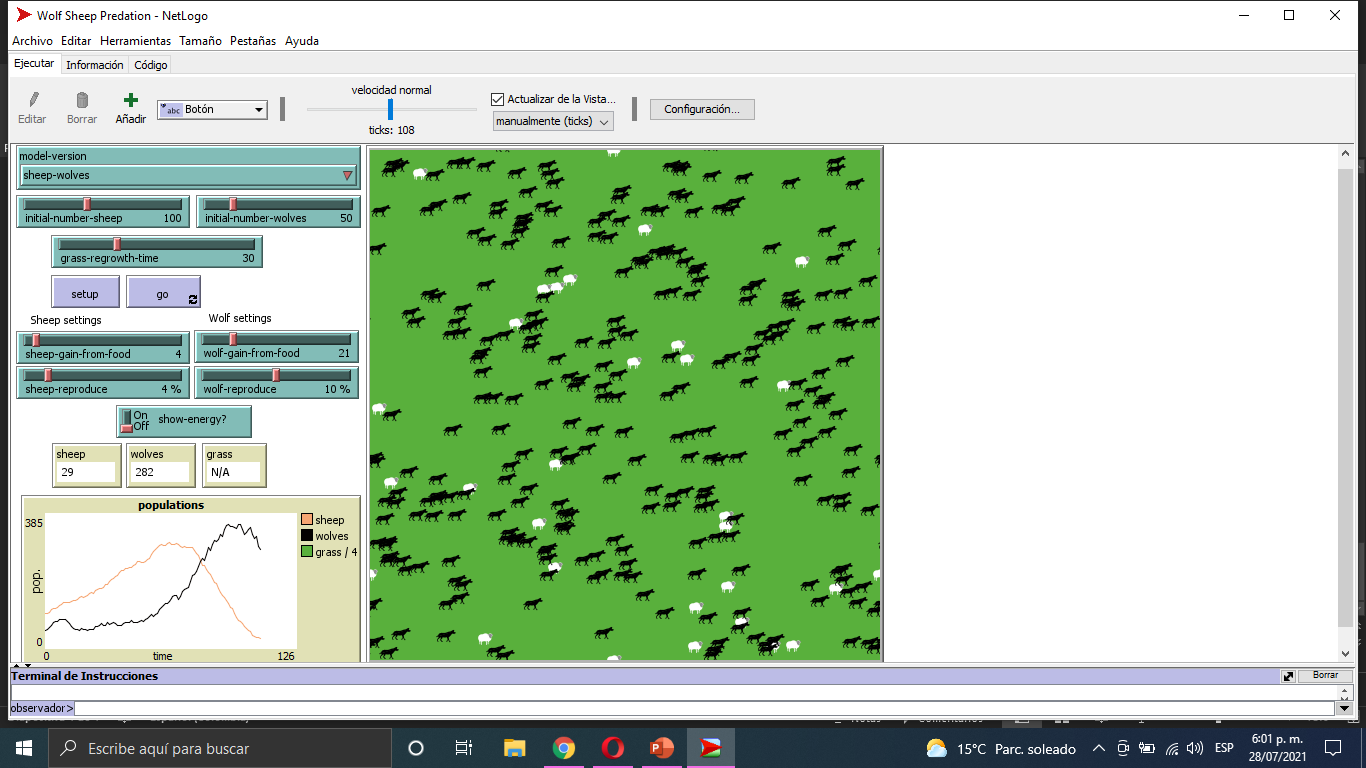 Wolf Sheep Predation - NetLogo
Archivo Editar Herramientas Tamaño Pestañas Ayuda
Ejecutar Información Código
Editar Borrar Añadir
abc Botón
velocidad normal
ticks: 108
Actualizar de la Vista...
manualmente (ticks)
Configuración...
model-version
sheep-wolves
initial-number-sheep 100
initial-number-wolves 50
grass-regrowth-time 30
setup
go
Sheep settings
Wolf settings
sheep-gain-from-food 4
wolf-gain-from-food 21
sheep-reproduce 4 %
wolf-reproduce 10 %
On
Off
show-energy?
sheep
29
wolves
282
grass
N/A
populations
385
pop.
0
0
time
126
sheep
wolves
grass / 4
Terminal de Instrucciones
Borrar
observador>
Escribe aquí para buscar
15°C Parc. soleado
ESP
6:01 p. m.
28/07/2021